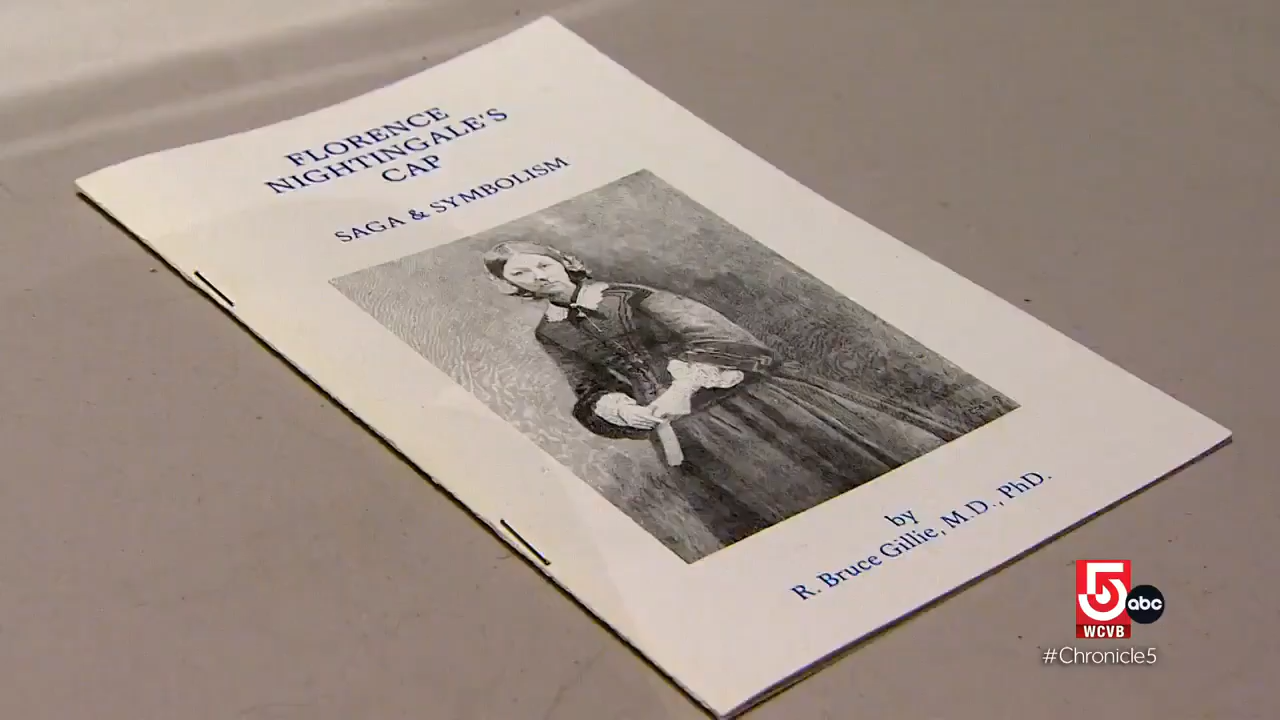 FLORENCE
NIGHTINGALE'S
CAP
SAGA & SYMBOLISM
by
R. Bruce Gillie, M.D., PhD.
5
abc
WCVB
#Chronicle5